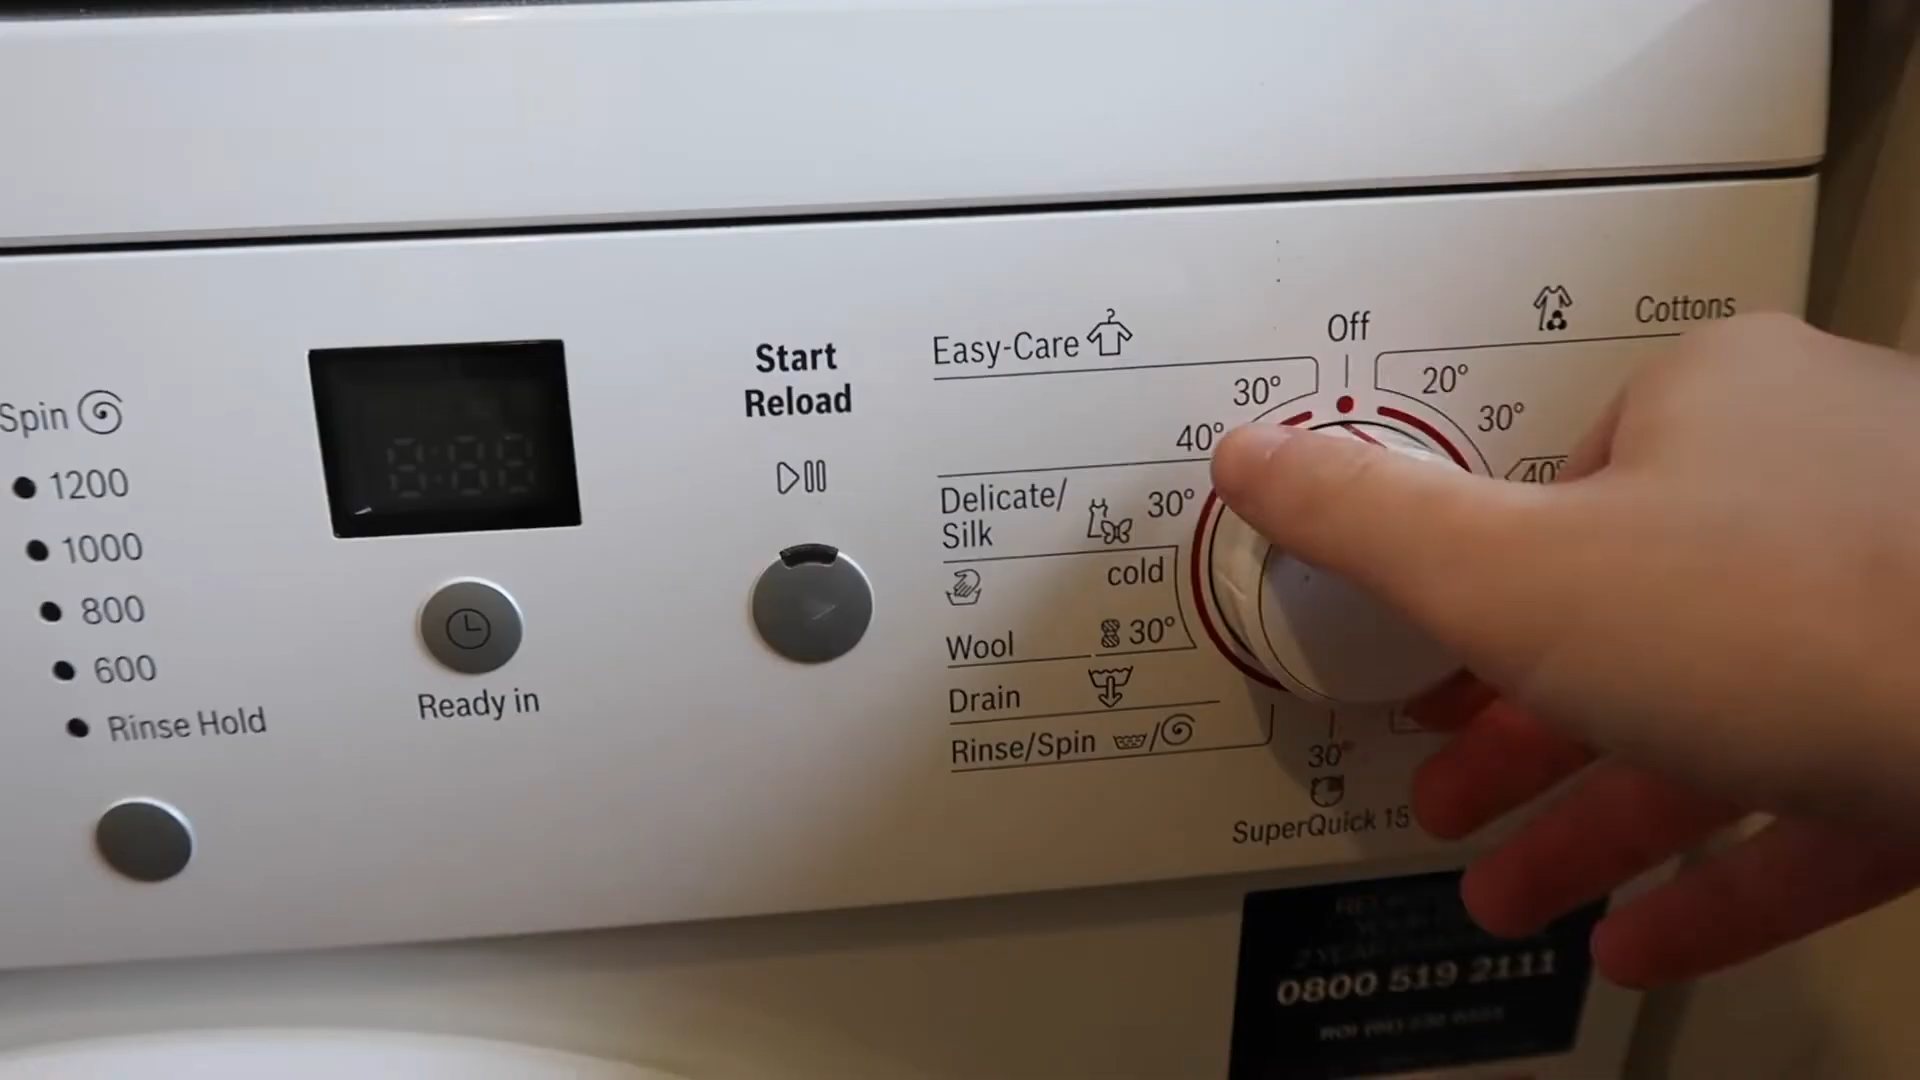 Spin
1200
1000
800
600
Rinse Hold
Ready in
Start
Reload
Easy-Care
30°
40°
Delicate/
Silk
30°
cold
Wool
30°
Drain
Rinse/Spin
Off
Cottons
20°
30°
40°
30°
SuperQuick 15
0800 519 2111